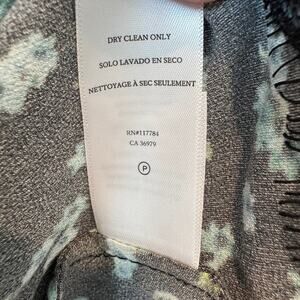 DRY CLEAN ONLY
SOLO LAVADO EN SECO
NETTOYAGE À SEC SEULEMENT
RN#117784
CA 36979
P